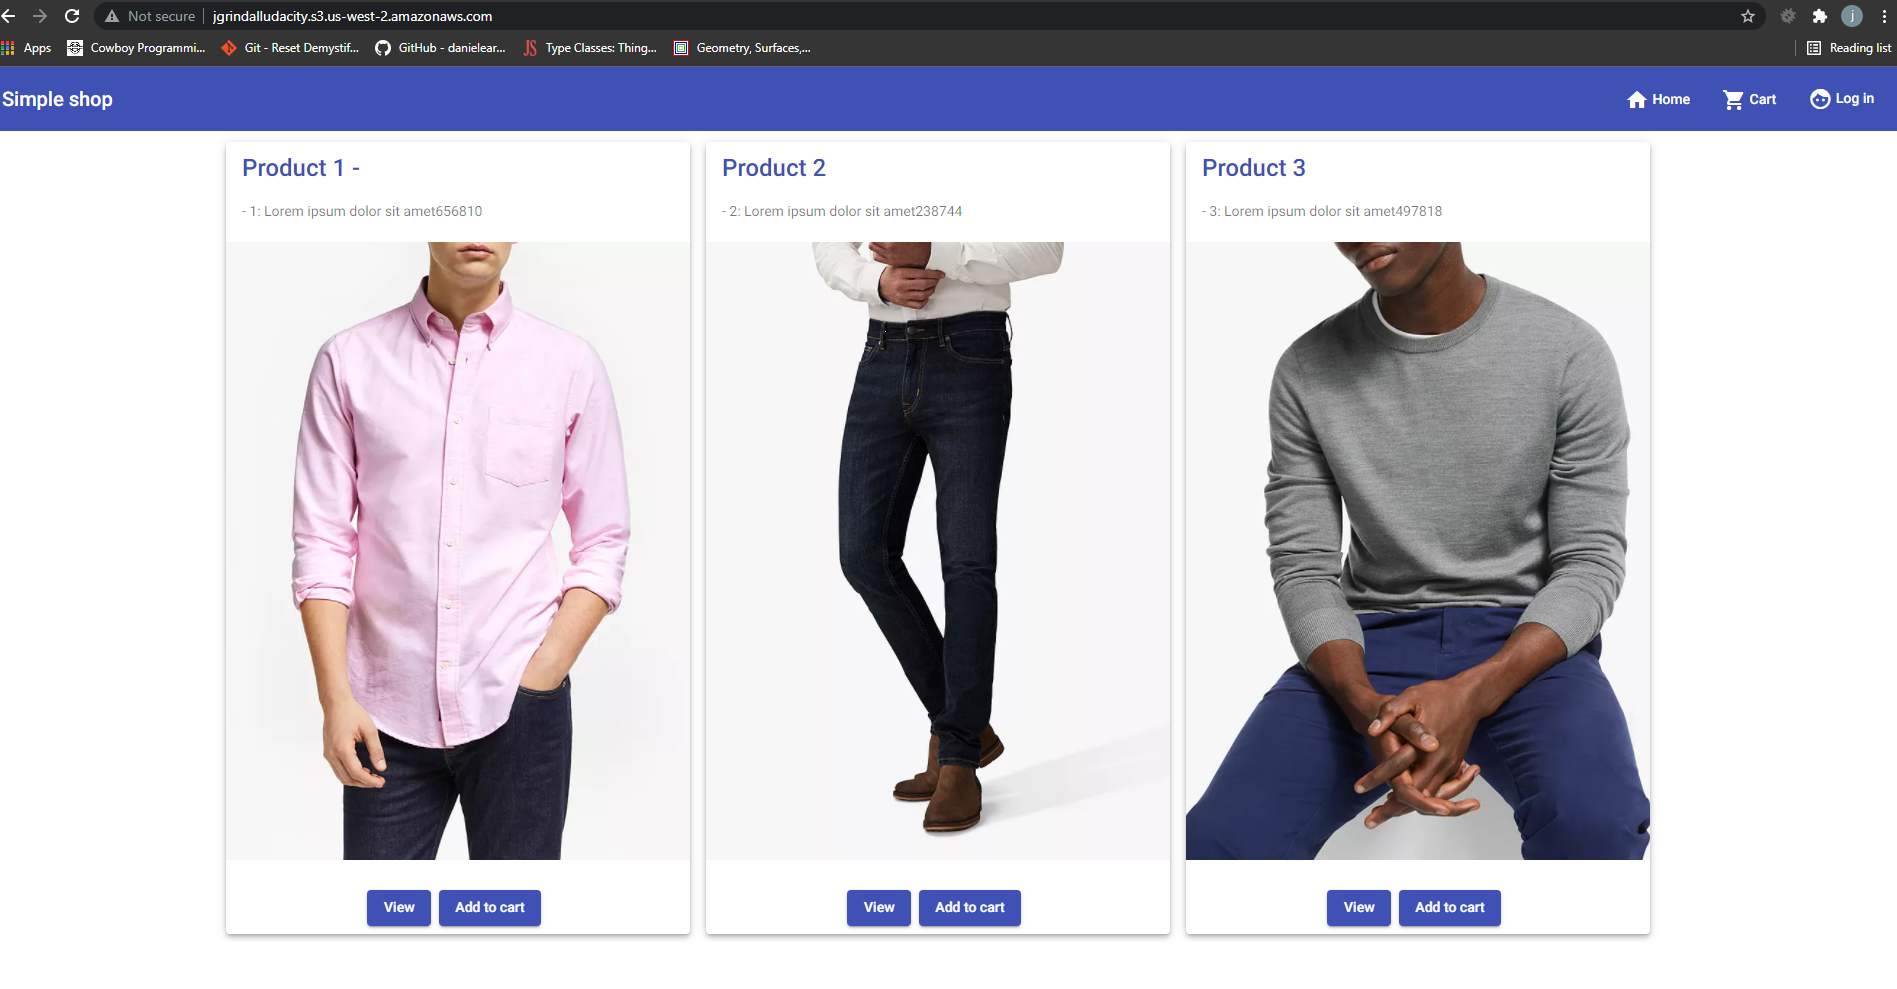 Not secure
jgrindalludacity.s3.us-west-2.amazonaws.com
j
Apps
Cowboy Programmi...
Git - Reset Demystif...
GitHub - danielear...
JS
Type Classes: Thing...
Geometry, Surfaces,...
Reading list
Simple shop
Home
Cart
Log in
Product 1 -
- 1: Lorem ipsum dolor sit amet656810
View
Add to cart
Product 2
- 2: Lorem ipsum dolor sit amet238744
View
Add to cart
Product 3
- 3: Lorem ipsum dolor sit amet497818
View
Add to cart